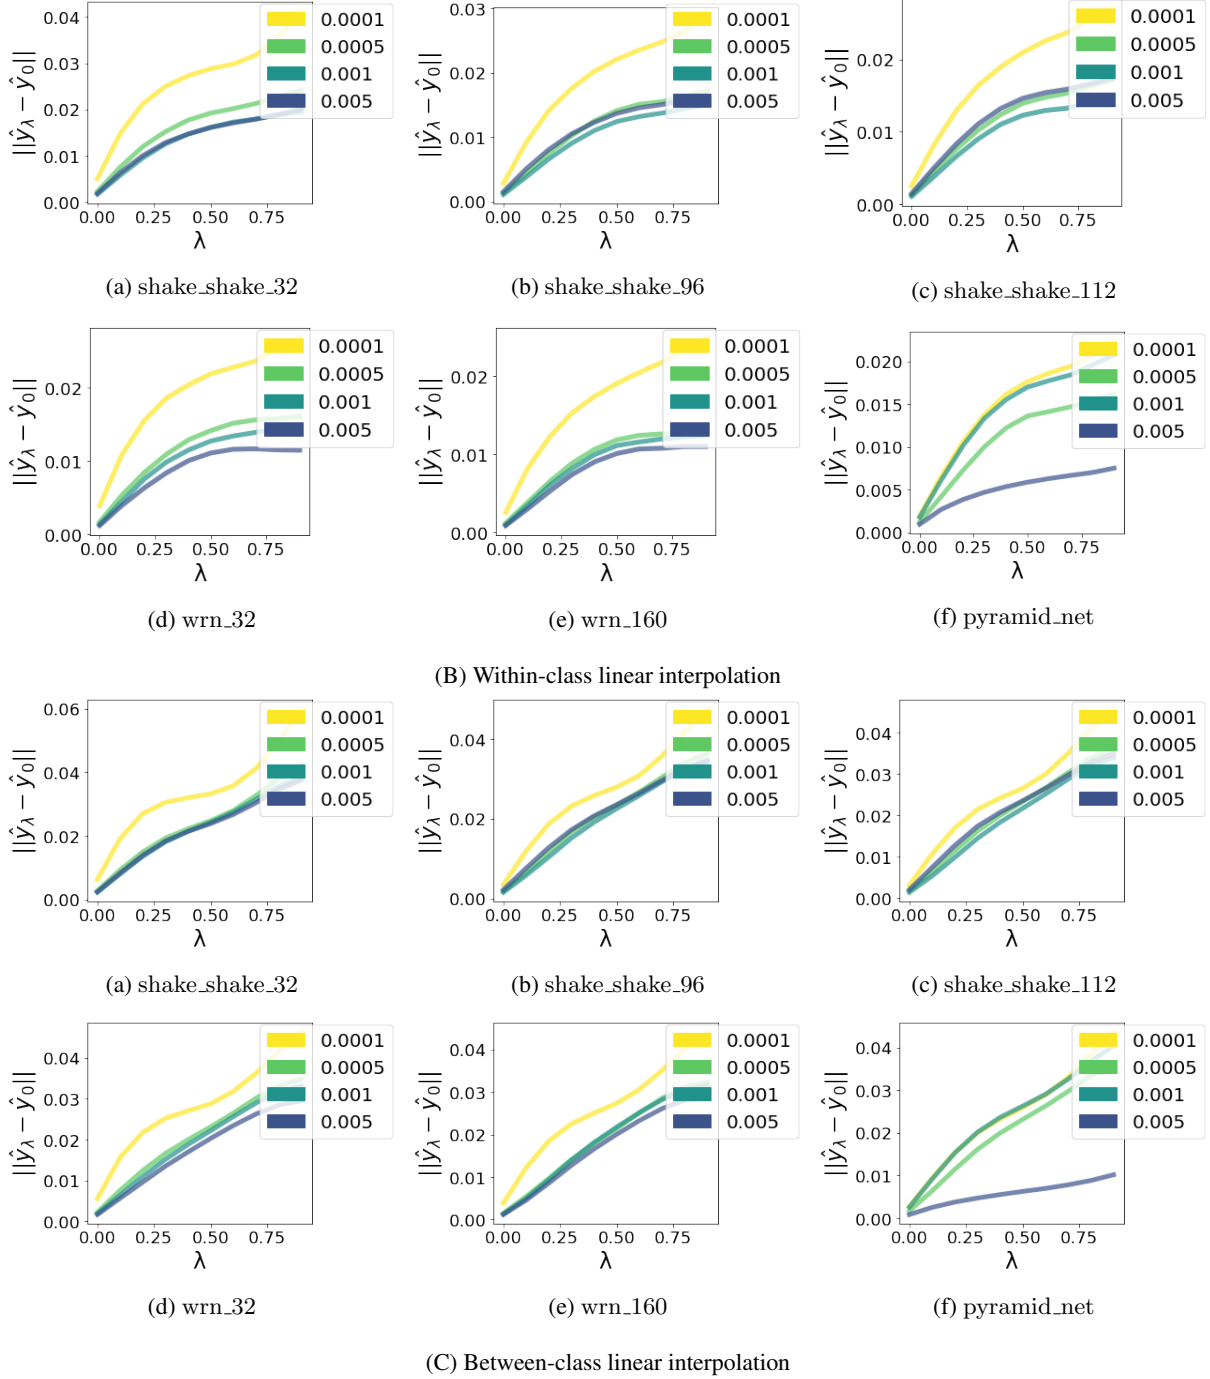 0.04
0.03
0.02
0.01
0.00
||ŷλ − ŷ0||
0.00 0.25 0.50 0.75
λ
0.0001
0.0005
0.001
0.005
(a) shake_shake_32
0.03
0.02
0.01
0.00
||ŷλ − ŷ0||
0.00 0.25 0.50 0.75
λ
0.0001
0.0005
0.001
0.005
(b) shake_shake_96
0.02
0.01
0.00
||ŷλ − ŷ0||
0.00 0.25 0.50 0.75
λ
0.0001
0.0005
0.001
0.005
(c) shake_shake_112
0.02
0.01
0.00
||ŷλ − ŷ0||
0.00 0.25 0.50 0.75
λ
0.0001
0.0005
0.001
0.005
(d) wrn_32
0.02
0.01
0.00
||ŷλ − ŷ0||
0.00 0.25 0.50 0.75
λ
0.0001
0.0005
0.001
0.005
(e) wrn_160
0.020
0.015
0.010
0.005
0.000
||ŷλ − ŷ0||
0.00 0.25 0.50 0.75
λ
0.0001
0.0005
0.001
0.005
(f) pyramid_net
(B) Within-class linear interpolation
0.06
0.04
0.02
0.00
||ŷλ − ŷ0||
0.00 0.25 0.50 0.75
λ
0.0001
0.0005
0.001
0.005
(a) shake_shake_32
0.04
0.02
0.00
||ŷλ − ŷ0||
0.00 0.25 0.50 0.75
λ
0.0001
0.0005
0.001
0.005
(b) shake_shake_96
0.04
0.03
0.02
0.01
0.00
||ŷλ − ŷ0||
0.00 0.25 0.50 0.75
λ
0.0001
0.0005
0.001
0.005
(c) shake_shake_112
0.04
0.03
0.02
0.01
0.00
||ŷλ − ŷ0||
0.00 0.25 0.50 0.75
λ
0.0001
0.0005
0.001
0.005
(d) wrn_32
0.04
0.03
0.02
0.01
0.00
||ŷλ − ŷ0||
0.00 0.25 0.50 0.75
λ
0.0001
0.0005
0.001
0.005
(e) wrn_160
0.04
0.03
0.02
0.01
0.00
||ŷλ − ŷ0||
0.00 0.25 0.50 0.75
λ
0.0001
0.0005
0.001
0.005
(f) pyramid_net
(C) Between-class linear interpolation